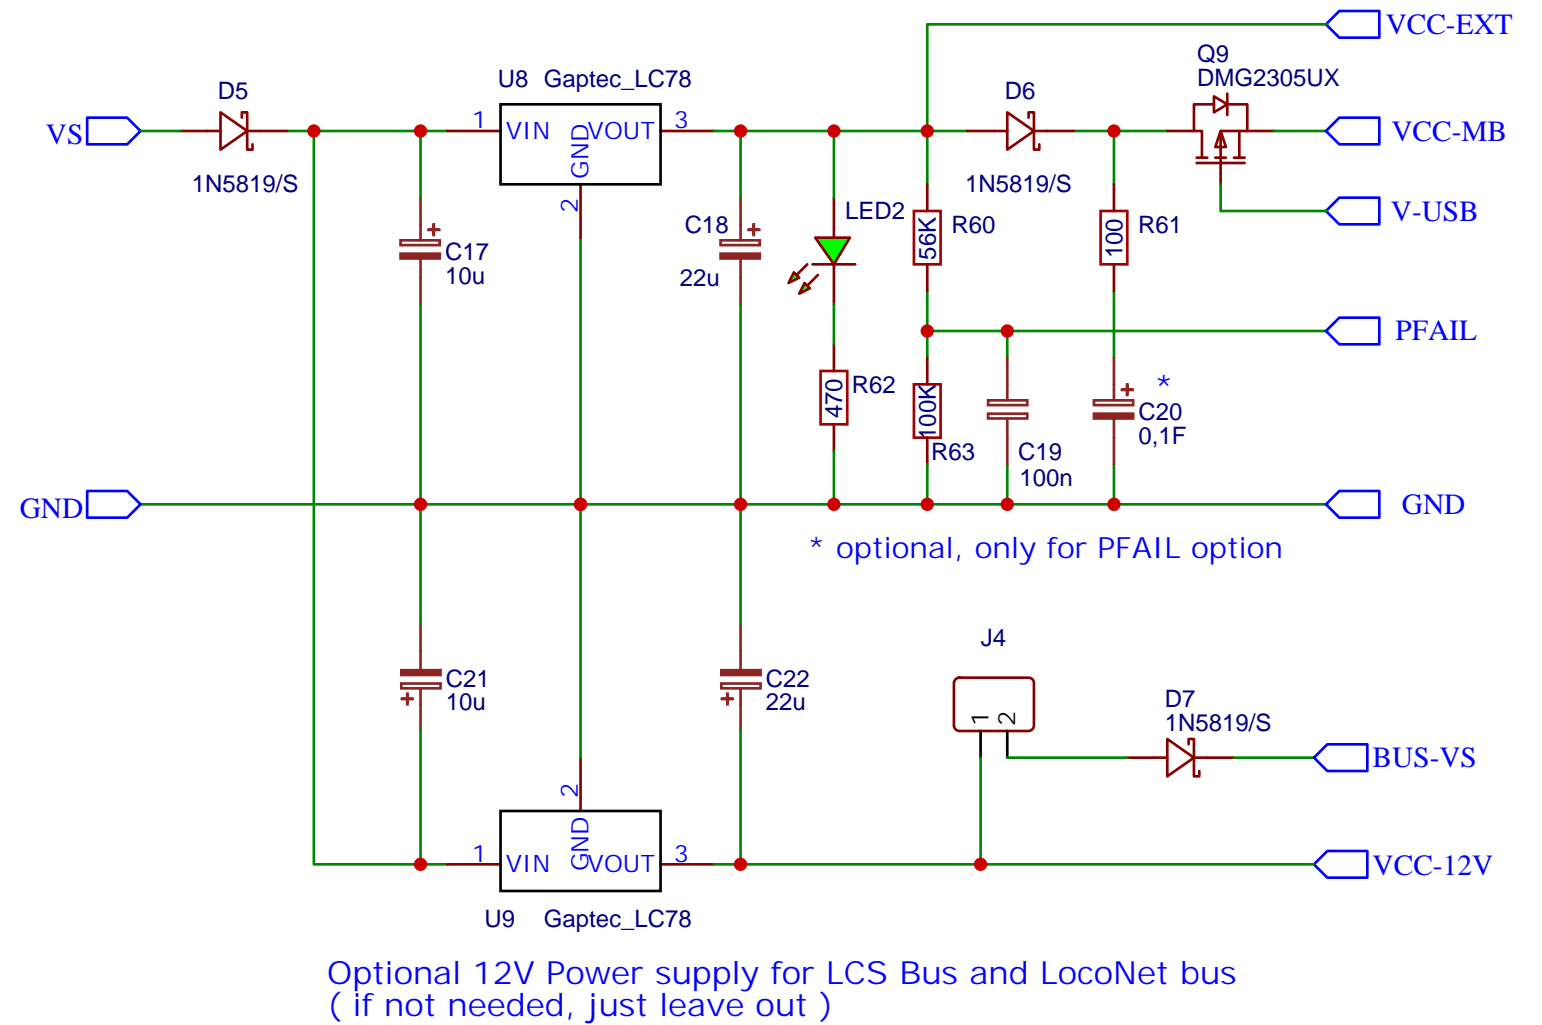 VCC-EXT
Q9
DMG2305UX
U8 Gaptec_LC78
D5
D6
VS
1 VIN GND VOUT 3
2
VCC-MB
1N5819/S
1N5819/S
V-USB
LED2
C18
+
22u
56K
R60
100
R61
+
C17
10u
PFAIL
470
R62
100K
R63
C19
100n
+
*
C20
0,1F
GND
GND
* optional, only for PFAIL option
J4
1 2
C21
10u
+
C22
22u
+
D7
1N5819/S
BUS-VS
2
1 VIN GND VOUT 3
VCC-12V
U9 Gaptec_LC78
Optional 12V Power supply for LCS Bus and LocoNet bus
( if not needed, just leave out )